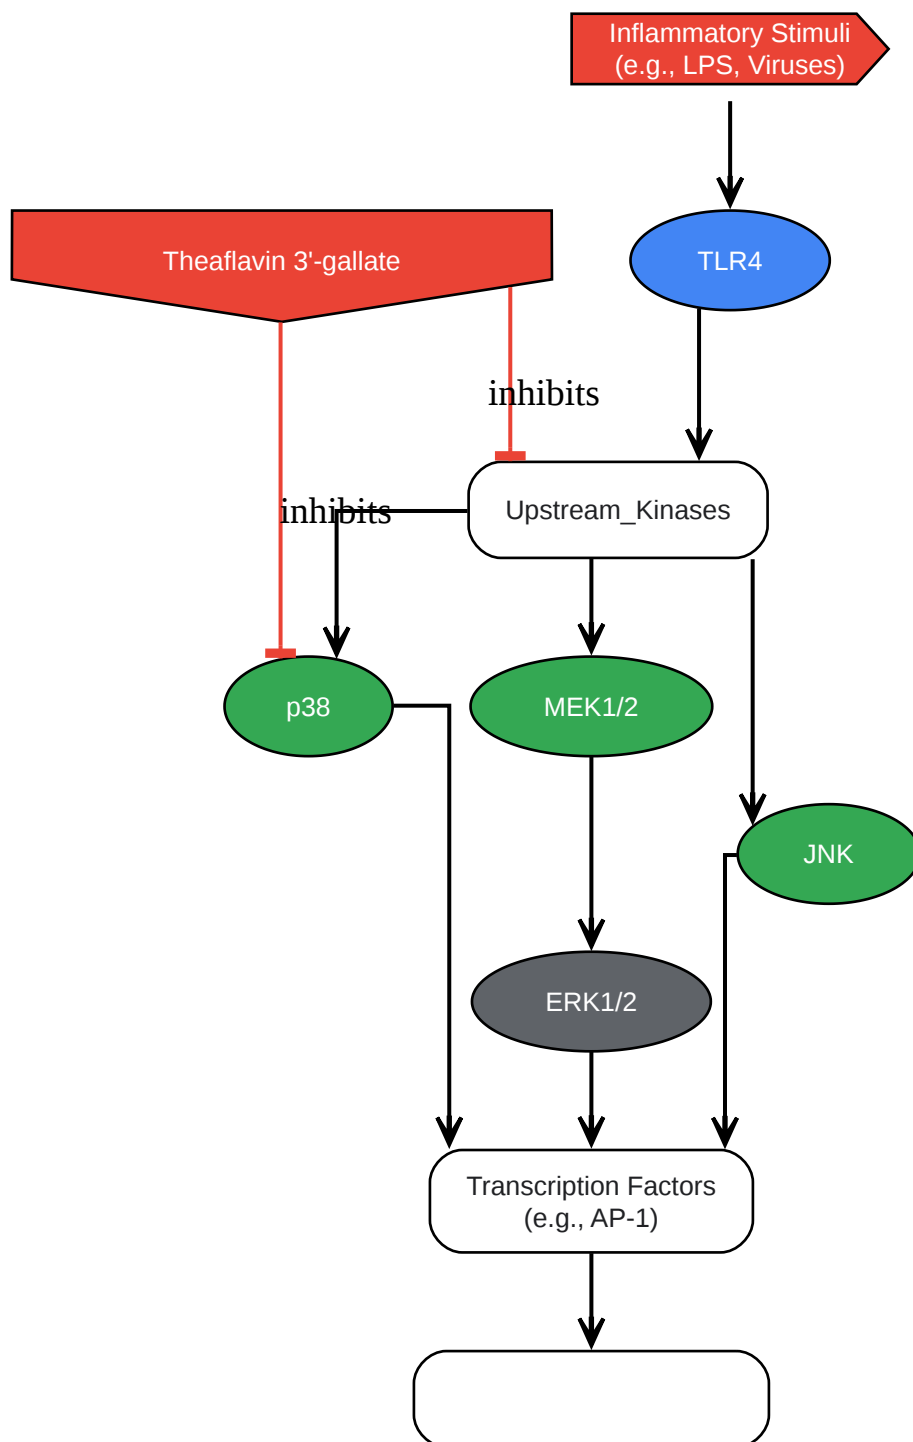 Inflammatory Stimuli
(e.g., LPS, Viruses)
Theaflavin 3'-gallate
TLR4
inhibits
inhibits
Upstream_Kinases
p38
MEK1/2
JNK
ERK1/2
Transcription Factors
(e.g., AP-1)